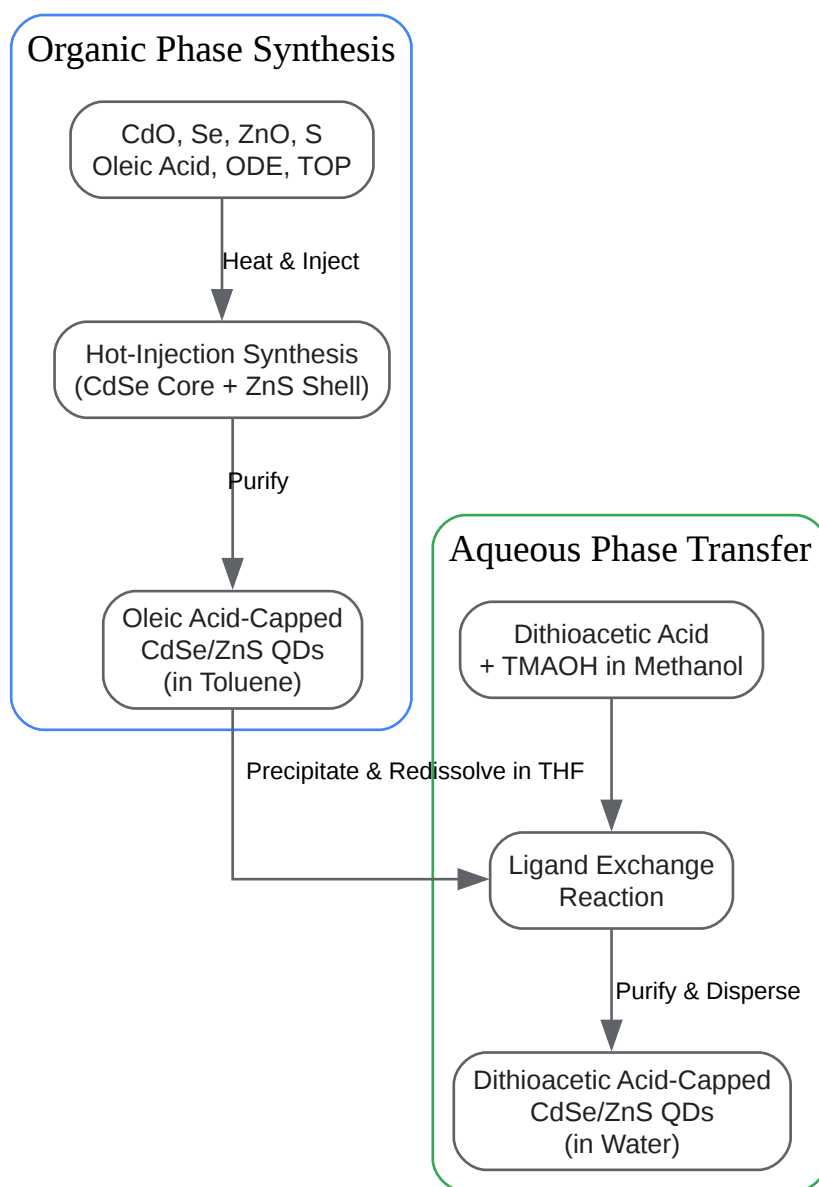 Organic Phase Synthesis
CdO, Se, ZnO, S
Oleic Acid, ODE, TOP
Heat & Inject
Hot-Injection Synthesis
(CdSe Core + ZnS Shell)
Purify
Oleic Acid-Capped
CdSe/ZnS QDs
(in Toluene)
Aqueous Phase Transfer
Dithioacetic Acid
+ TMAOH in Methanol
Precipitate & Redissolve in THF
Ligand Exchange
Reaction
Purify & Disperse
Dithioacetic Acid-Capped
CdSe/ZnS QDs
(in Water)